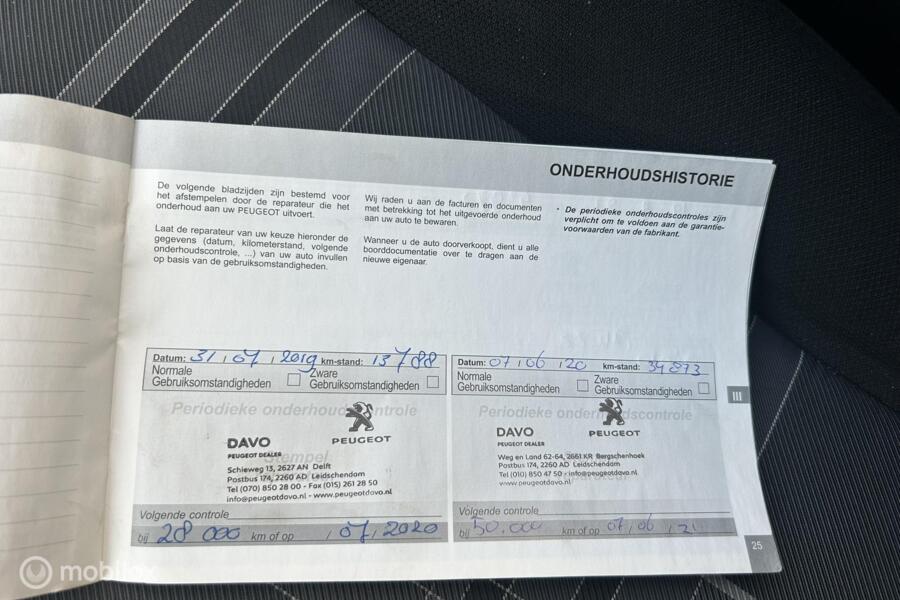 ONDERHOUDSHISTORIE
De volgende bladzijden zijn bestemd voor
het afstempelen door de reparateur die het
onderhoud aan uw PEUGEOT uitvoert.
Laat de reparateur van uw keuze hieronder de
gegevens (datum, kilometerstand, volgende
onderhoudscontrole, ...) van uw auto invullen
op basis van de gebruiksomstandigheden.
Wij raden u aan de facturen en documenten
met betrekking tot het uitgevoerde onderhoud
aan uw auto te bewaren.
Wanneer u de auto doorverkoopt, dient u alle
boorddocumentatie over te dragen aan de
nieuwe eigenaar.
• De periodieke onderhoudscontroles zijn
verplicht om te voldoen aan de garantie-
voorwaarden van de fabrikant.
Datum: 31 / 07 / 2019 km-stand: 13788
Normale
Gebruiksomstandigheden
Zware
Gebruiksomstandigheden
Periodieke onderhoudscontrole
PEUGEOT
DAVO
PEUGEOT DEALER
Stempel
Schieweg 13, 2627 AN Delft
Postbus 174, 2260 AD Leidschendam
Tel (070) 850 28 00 - Fax (015) 261 28 50
info@peugeotdavo.nl - www.peugeotdavo.nl
Volgende controle
bij 28 000 km of op / 07 / 2020
Datum: 07 / 06 / 20 km-stand: 34873
Normale
Gebruiksomstandigheden
Zware
Gebruiksomstandigheden
Periodieke onderhoudscontrole
PEUGEOT
DAVO
PEUGEOT DEALER
Weg en Land 62-64, 2661 KR Bergschenhoek
Postbus 174, 2260 AD Leidschendam
Tel (010) 850 47 50 - info@peugeotdavo.nl
www.peugeotdavo.nl
Volgende controle
bij 50.000 km of op 07 / 06 / 21
III
25